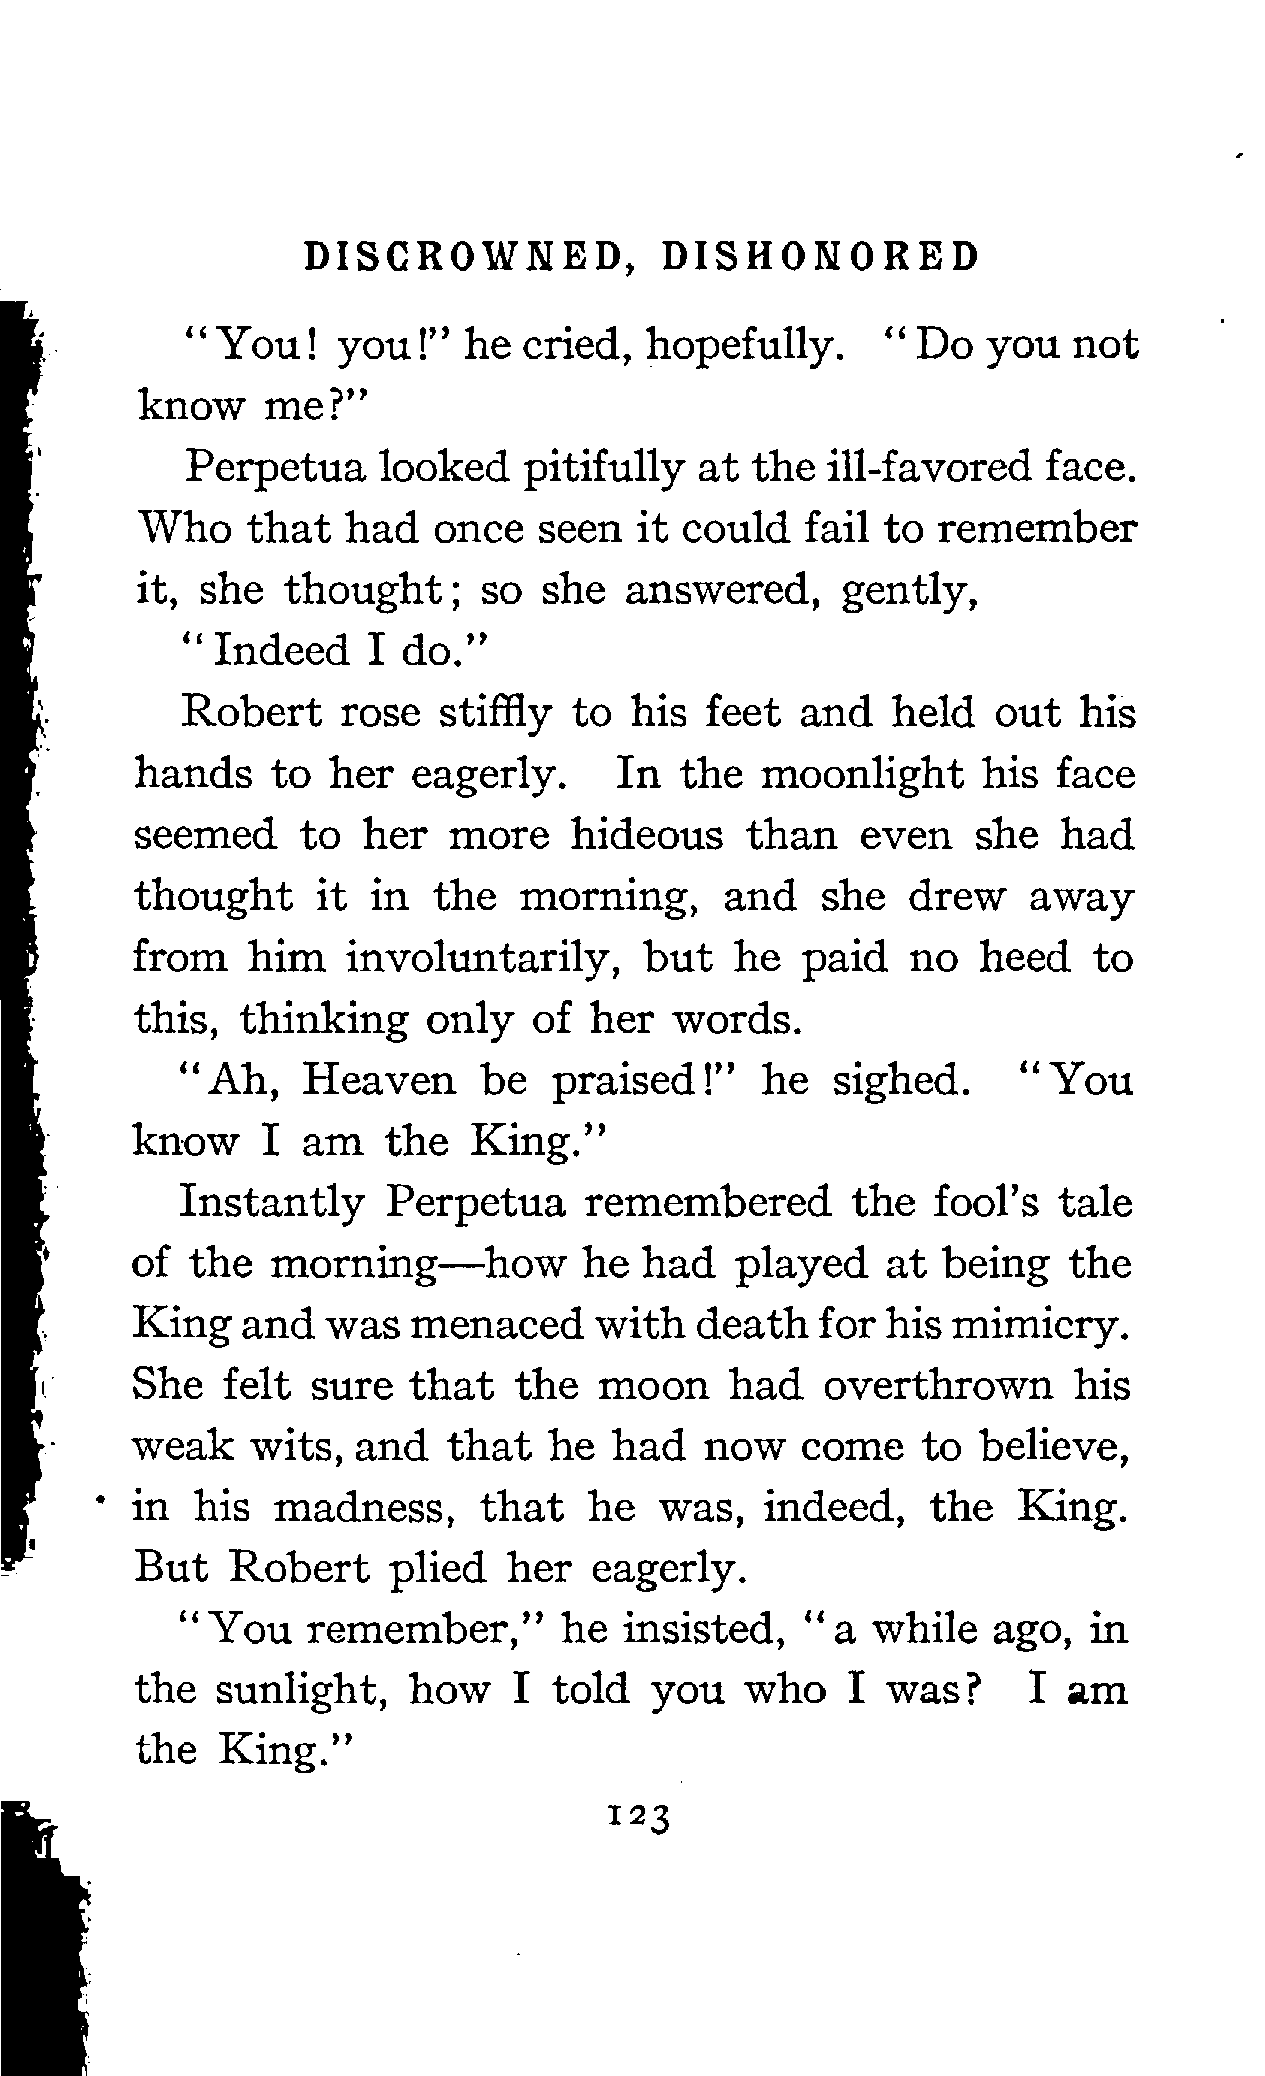 DISCROWNED, DISHONORED
"You! you!" he cried, hopefully. "Do you not
know me?"
Perpetua looked pitifully at the ill-favored face.
Who that had once seen it could fail to remember
it, she thought; so she answered, gently,
"Indeed I do."
Robert rose stiffly to his feet and held out his
hands to her eagerly. In the moonlight his face
seemed to her more hideous than even she had
thought it in the morning, and she drew away
from him involuntarily, but he paid no heed to
this, thinking only of her words.
"Ah, Heaven be praised!" he sighed. "You
know I am the King."
Instantly Perpetua remembered the fool's tale
of the morning—how he had played at being the
King and was menaced with death for his mimicry.
She felt sure that the moon had overthrown his
weak wits, and that he had now come to believe,
in his madness, that he was, indeed, the King.
But Robert plied her eagerly.
"You remember," he insisted, "a while ago, in
the sunlight, how I told you who I was? I am
the King."
123